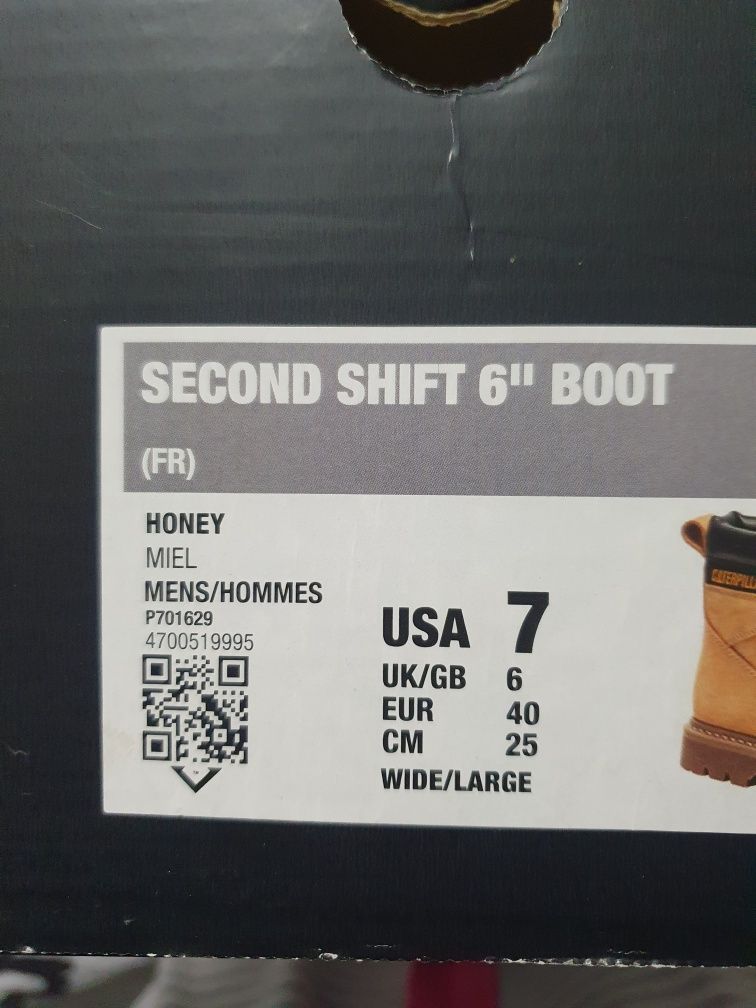 SECOND SHIFT 6" BOOT
(FR)
HONEY
MIEL
MENS/HOMMES
P701629
4700519995
USA 7
UK/GB 6
EUR 40
CM 25
WIDE/LARGE